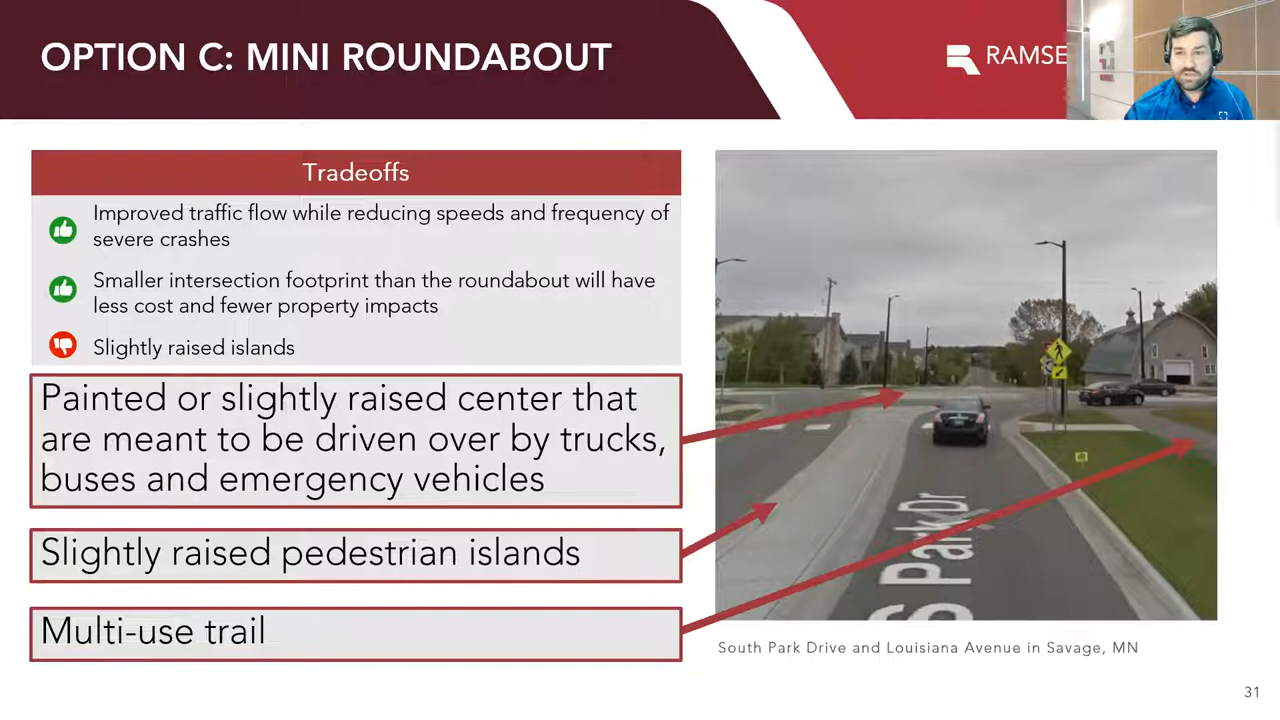 OPTION C: MINI ROUNDABOUT
RAMSE
Tradeoffs
Improved traffic flow while reducing speeds and frequency of
severe crashes
Smaller intersection footprint than the roundabout will have
less cost and fewer property impacts
Slightly raised islands
Painted or slightly raised center that
are meant to be driven over by trucks,
buses and emergency vehicles
Slightly raised pedestrian islands
Multi-use trail
S Park Dr
South Park Drive and Louisiana Avenue in Savage, MN
31